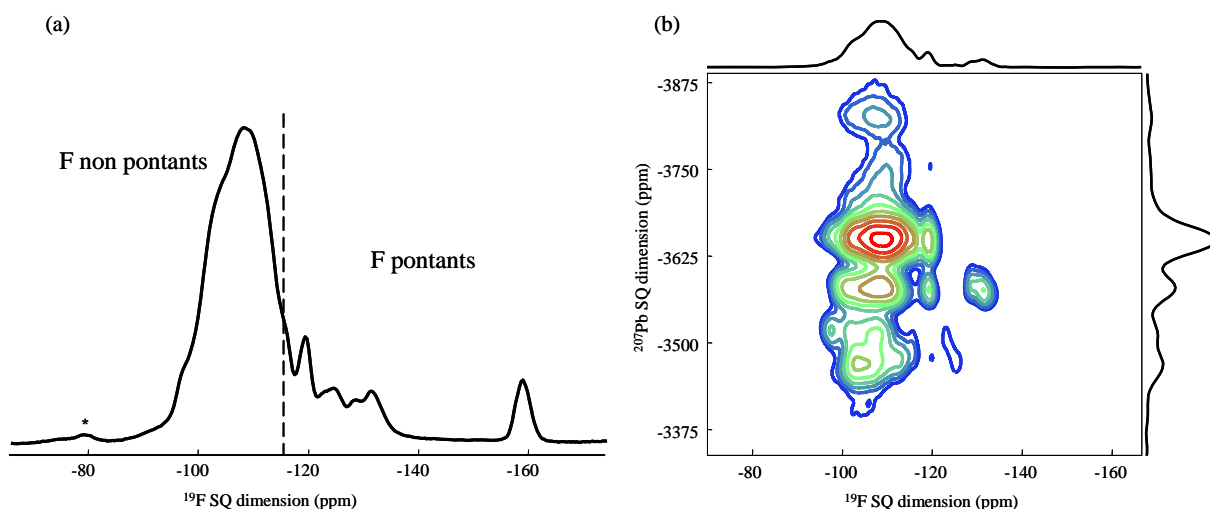 (a)
F non pontants
F pontants
*
-80
-100
-120
-140
-160
19F SQ dimension (ppm)
(b)
207Pb SQ dimension (ppm)
-3875
-3750
-3625
-3500
-3375
-80
-100
-120
-140
-160
19F SQ dimension (ppm)